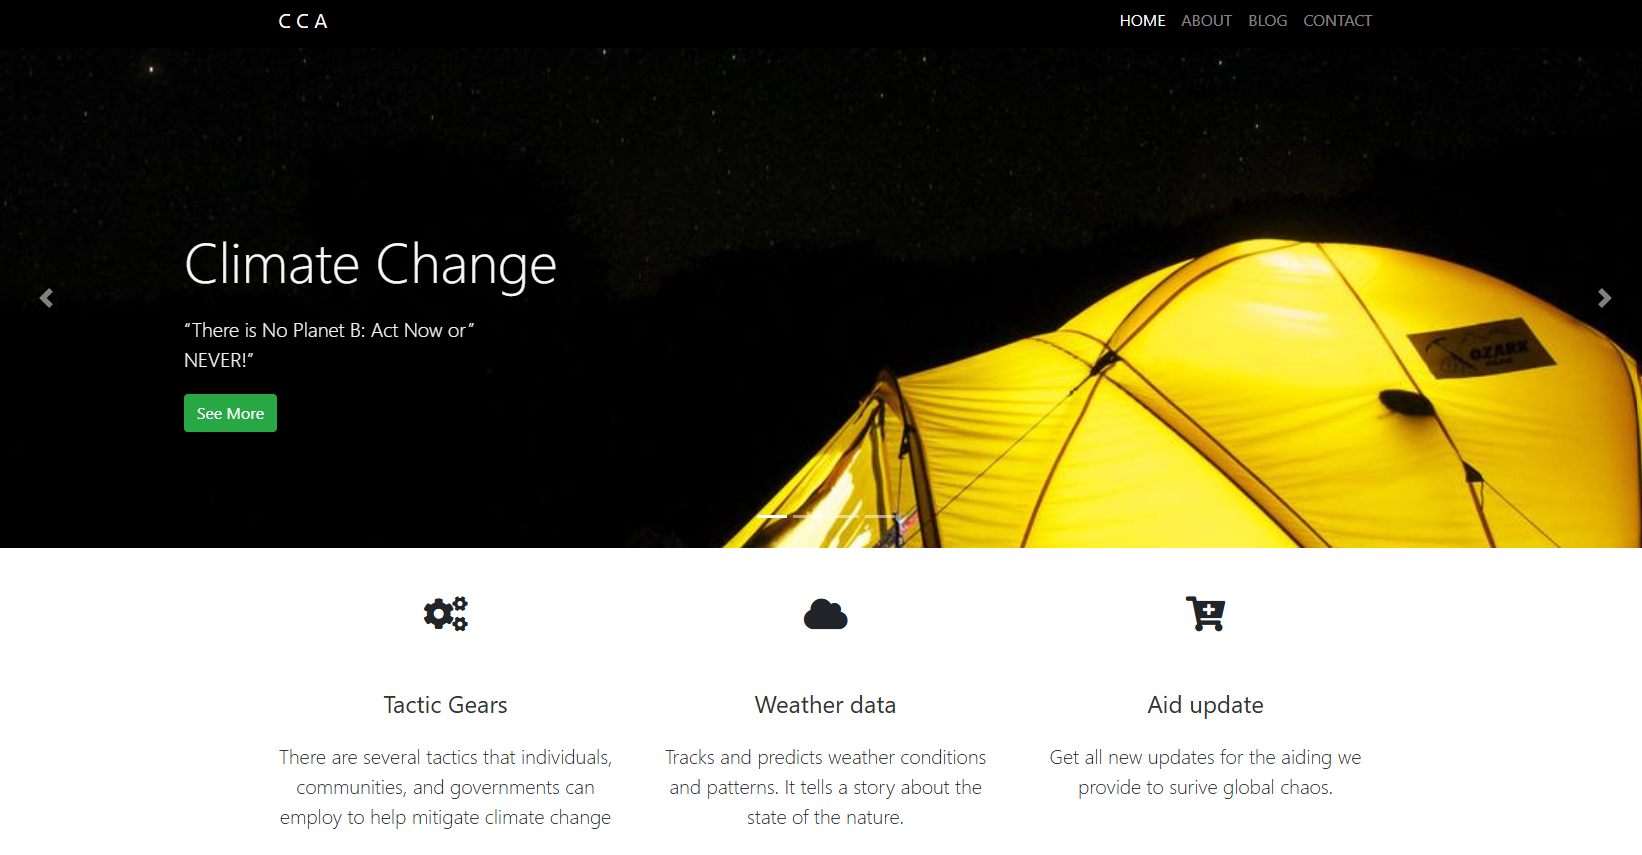 C C A
HOME ABOUT BLOG CONTACT
Climate Change
“There is No Planet B: Act Now or”
NEVER!”
See More
OZARK
Tactic Gears
There are several tactics that individuals,
communities, and governments can
employ to help mitigate climate change
Weather data
Tracks and predicts weather conditions
and patterns. It tells a story about the
state of the nature.
Aid update
Get all new updates for the aiding we
provide to surive global chaos.